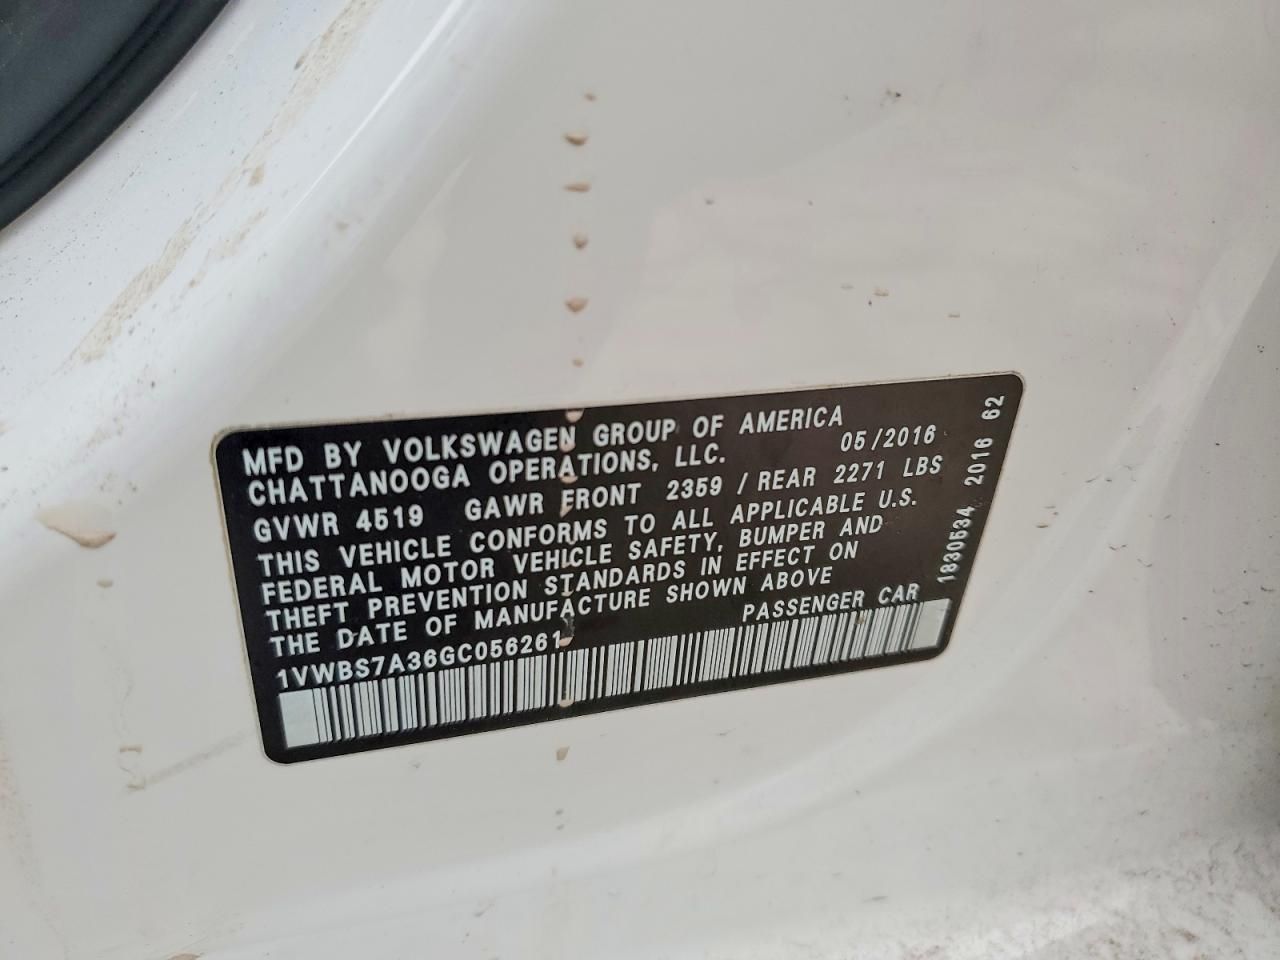 MFD BY VOLKSWAGEN GROUP OF AMERICA
CHATTANOOGA OPERATIONS, LLC. 05/2016
GVWR 4519 GAWR FRONT 2359 / REAR 2271 LBS
THIS VEHICLE CONFORMS TO ALL APPLICABLE U.S.
FEDERAL MOTOR VEHICLE SAFETY, BUMPER AND
THEFT PREVENTION STANDARDS IN EFFECT ON
THE DATE OF MANUFACTURE SHOWN ABOVE
1VWBS7A36GC056261 PASSENGER CAR
1830534 2016 62